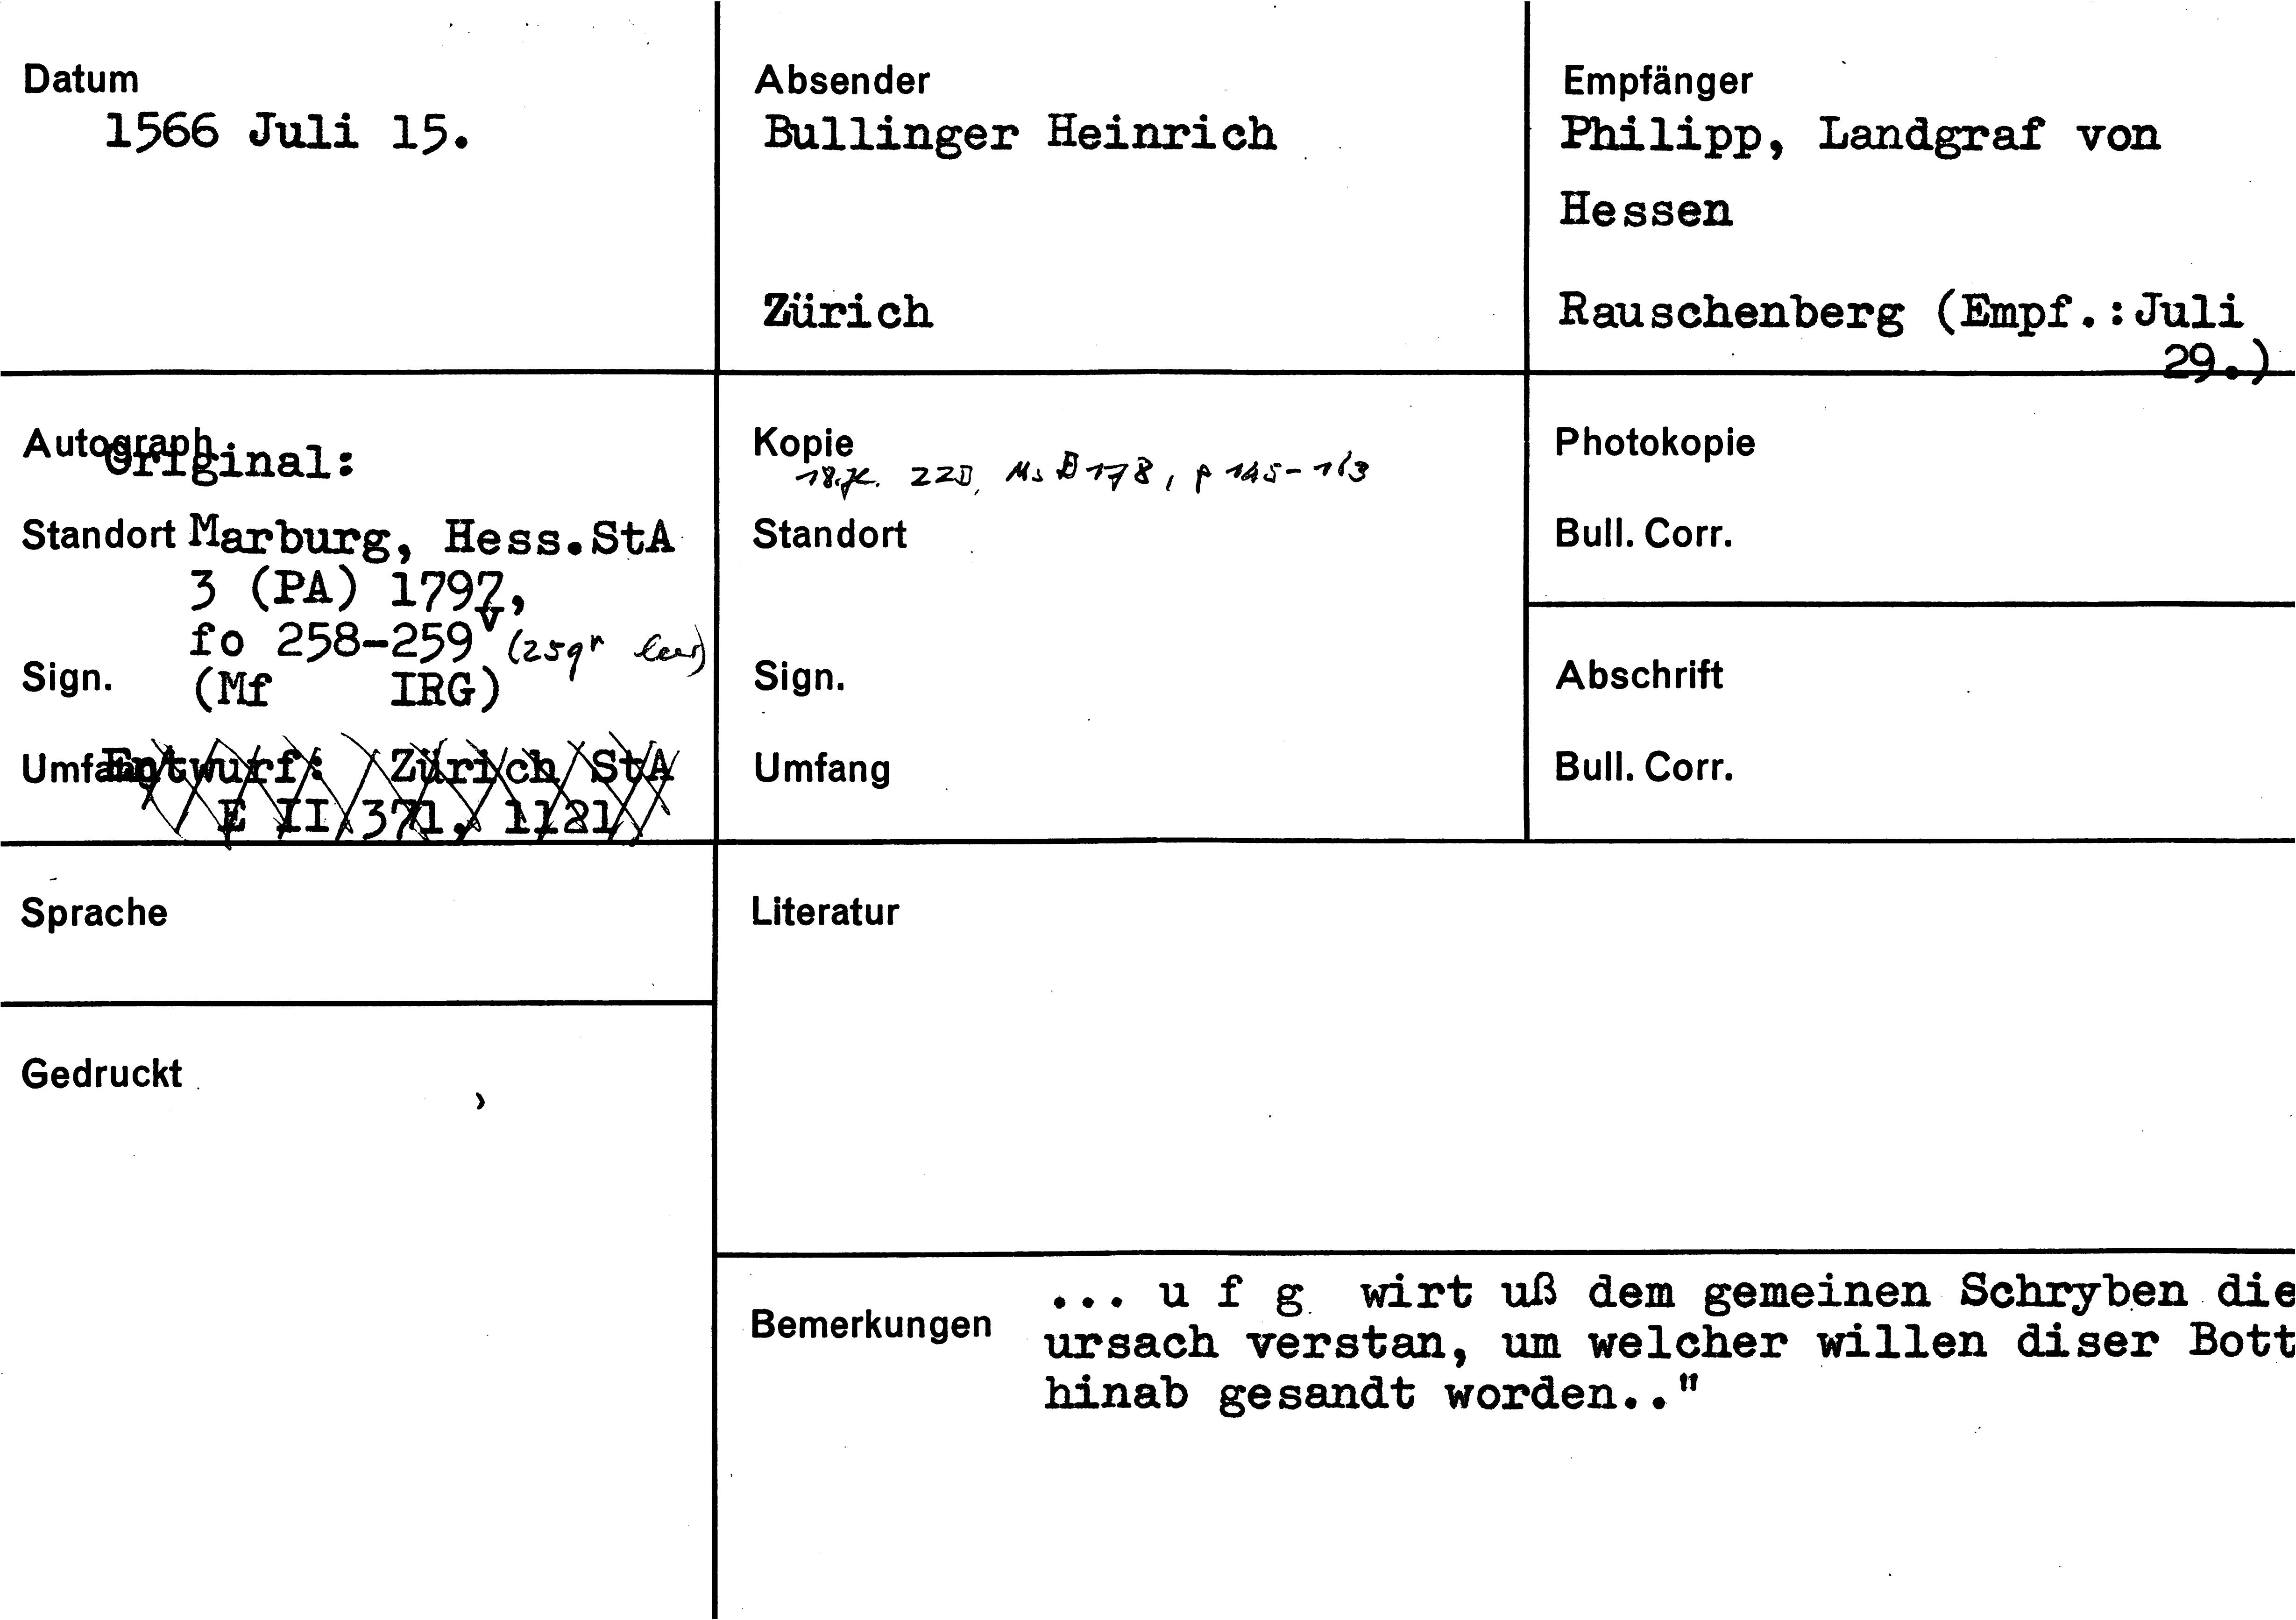 Datum
1566 Juli 15.
Absender
Bullinger Heinrich
Zürich
Empfänger
Philipp, Landgraf von
Hessen
Rauschenberg (Empf.:Juli
29.)
Autograph
Original:
Standort Marburg, Hess.StA
3 (PA) 1797,
fo 258-259v (259r leer)
Sign. (Mf IRG)
Umfang
Entwurf: Zürich StA
E II 371, 1121
Kopie
18. Jh. ZZB, Ms B 178, p 145-
Standort
Sign.
Umfang
Photokopie
Bull. Corr.
Abschrift
Bull. Corr.
Sprache
Gedruckt
Literatur
Bemerkungen
... u f g wirt uß dem gemeinen Schryben die
ursach verstan, um welcher willen diser Bott
hinab gesandt worden.."